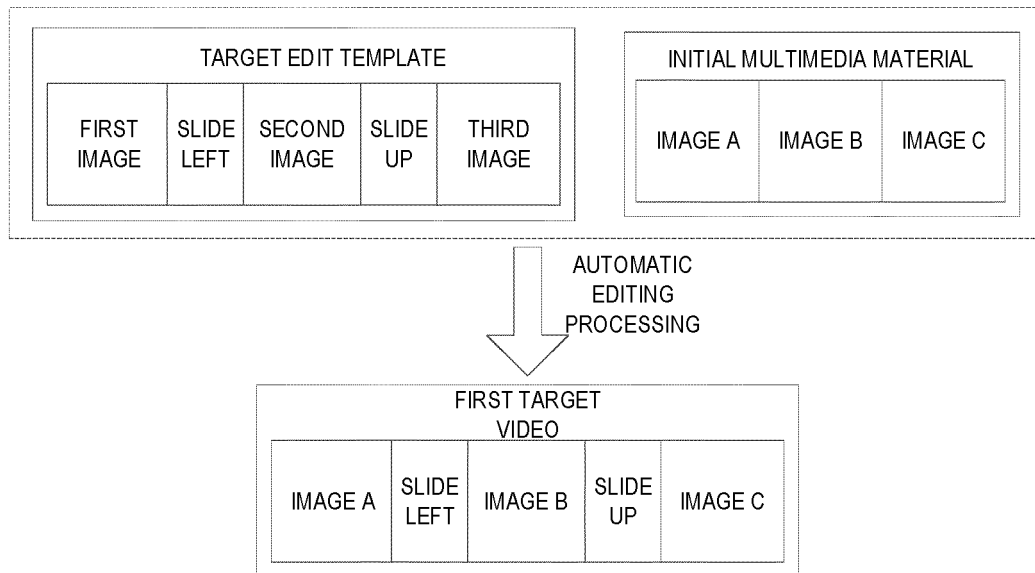 TARGET EDIT TEMPLATE
FIRST
IMAGE
SLIDE
LEFT
SECOND
IMAGE
SLIDE
UP
THIRD
IMAGE
INITIAL MULTIMEDIA MATERIAL
IMAGE A
IMAGE B
IMAGE C
AUTOMATIC
EDITING
PROCESSING
FIRST TARGET
VIDEO
IMAGE A
SLIDE
LEFT
IMAGE B
SLIDE
UP
IMAGE C